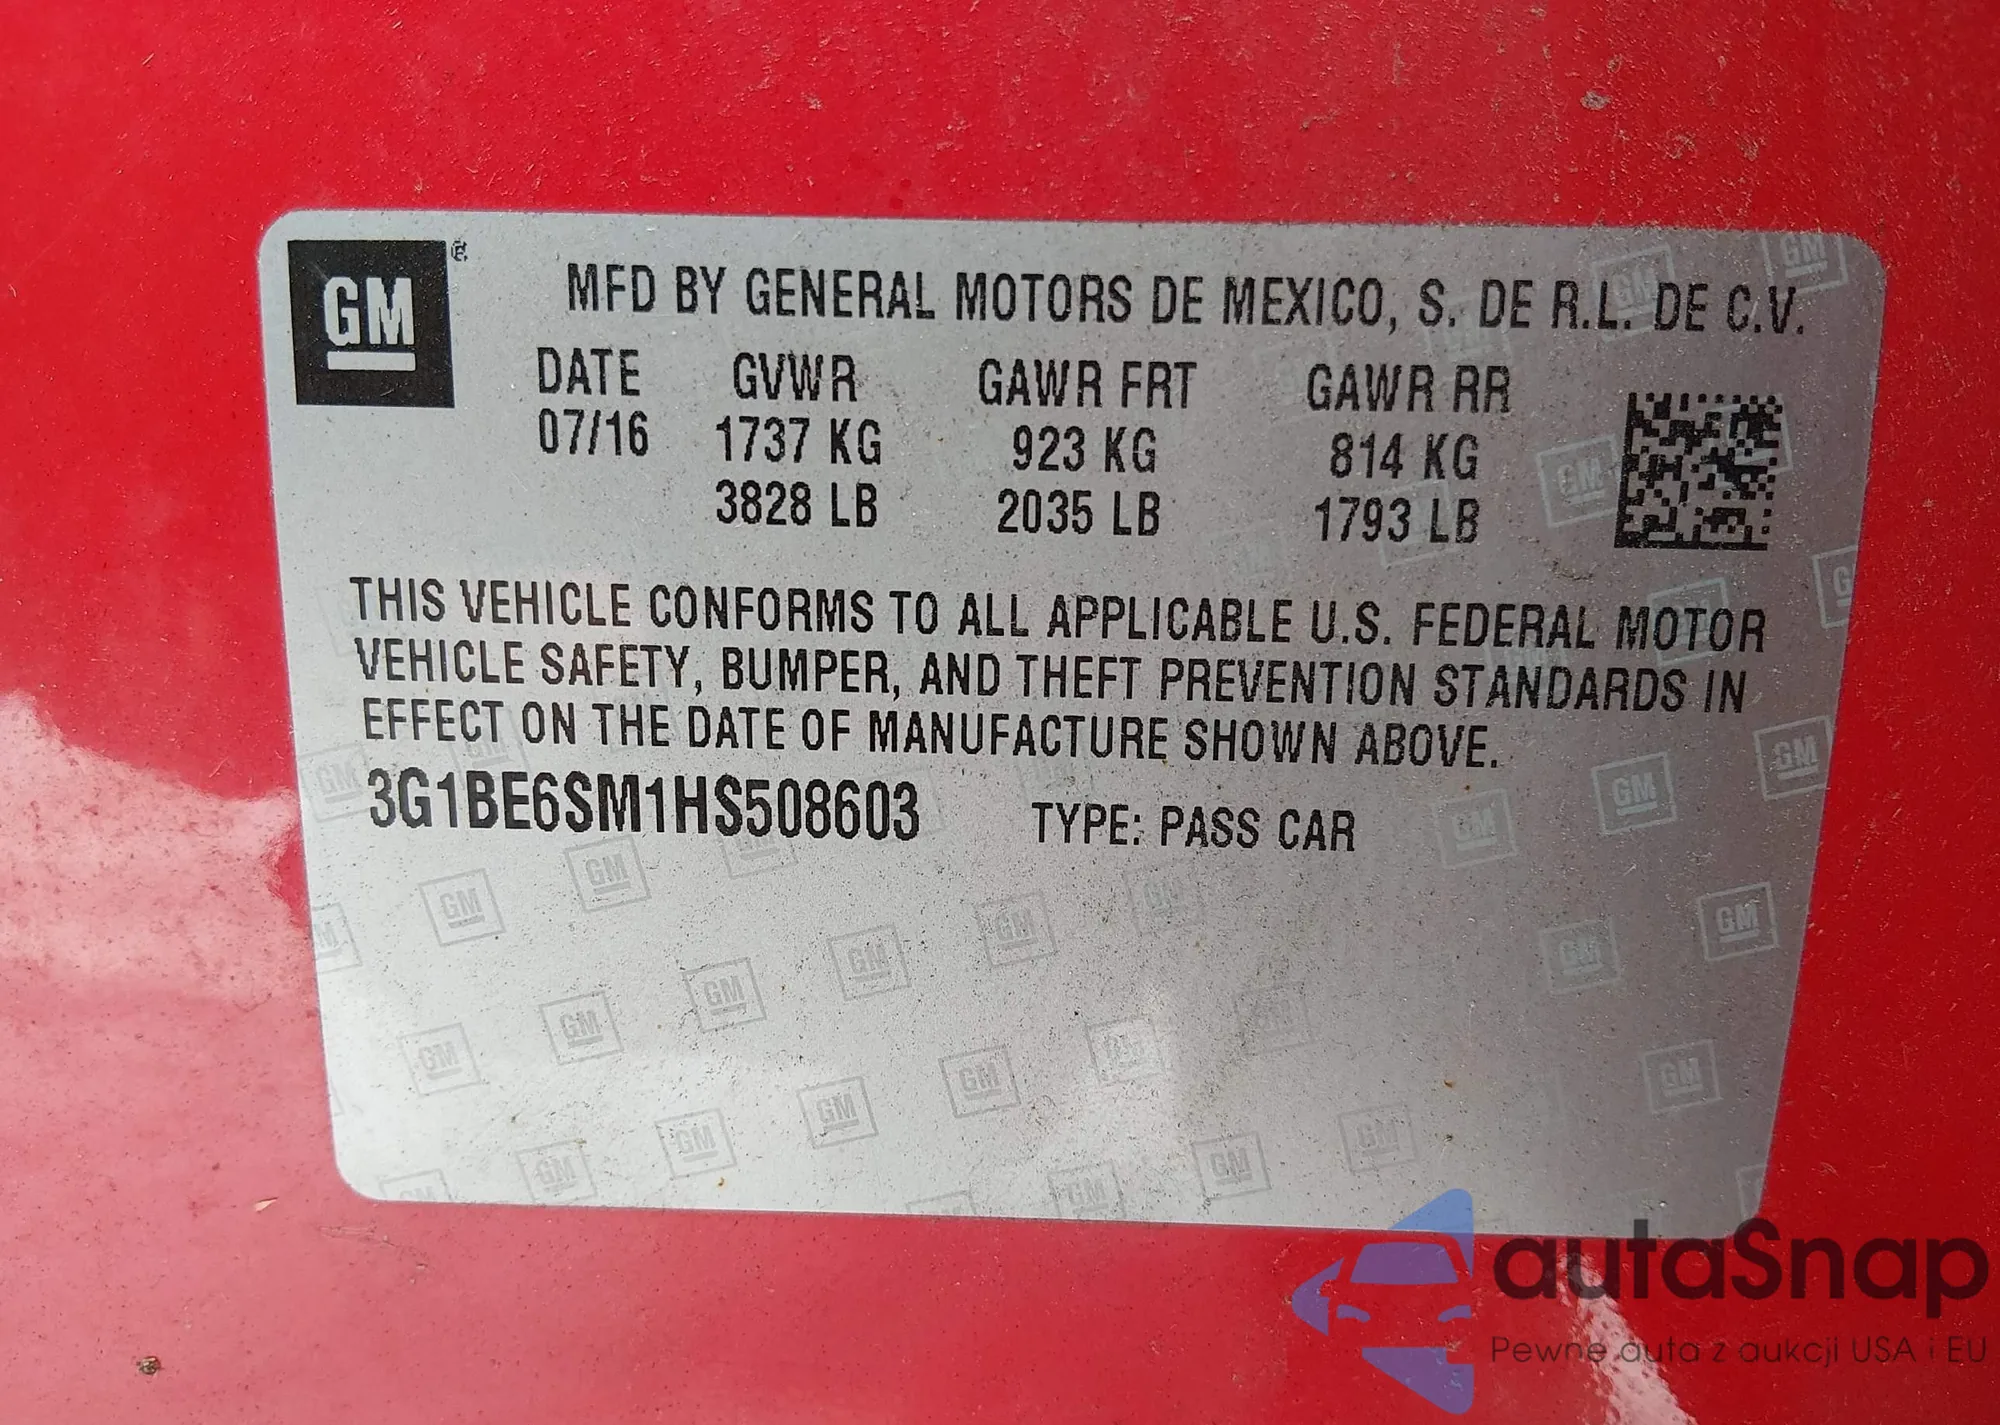 GM ®
MFD BY GENERAL MOTORS DE MEXICO, S. DE R.L. DE C.V.
DATE GVWR GAWR FRT GAWR RR
07/16 1737 KG 923 KG 814 KG
3828 LB 2035 LB 1793 LB
THIS VEHICLE CONFORMS TO ALL APPLICABLE U.S. FEDERAL MOTOR
VEHICLE SAFETY, BUMPER, AND THEFT PREVENTION STANDARDS IN
EFFECT ON THE DATE OF MANUFACTURE SHOWN ABOVE.
3G1BE6SM1HS508603 TYPE: PASS CAR
autaSnap
Pewne auta z aukcji USA i EU